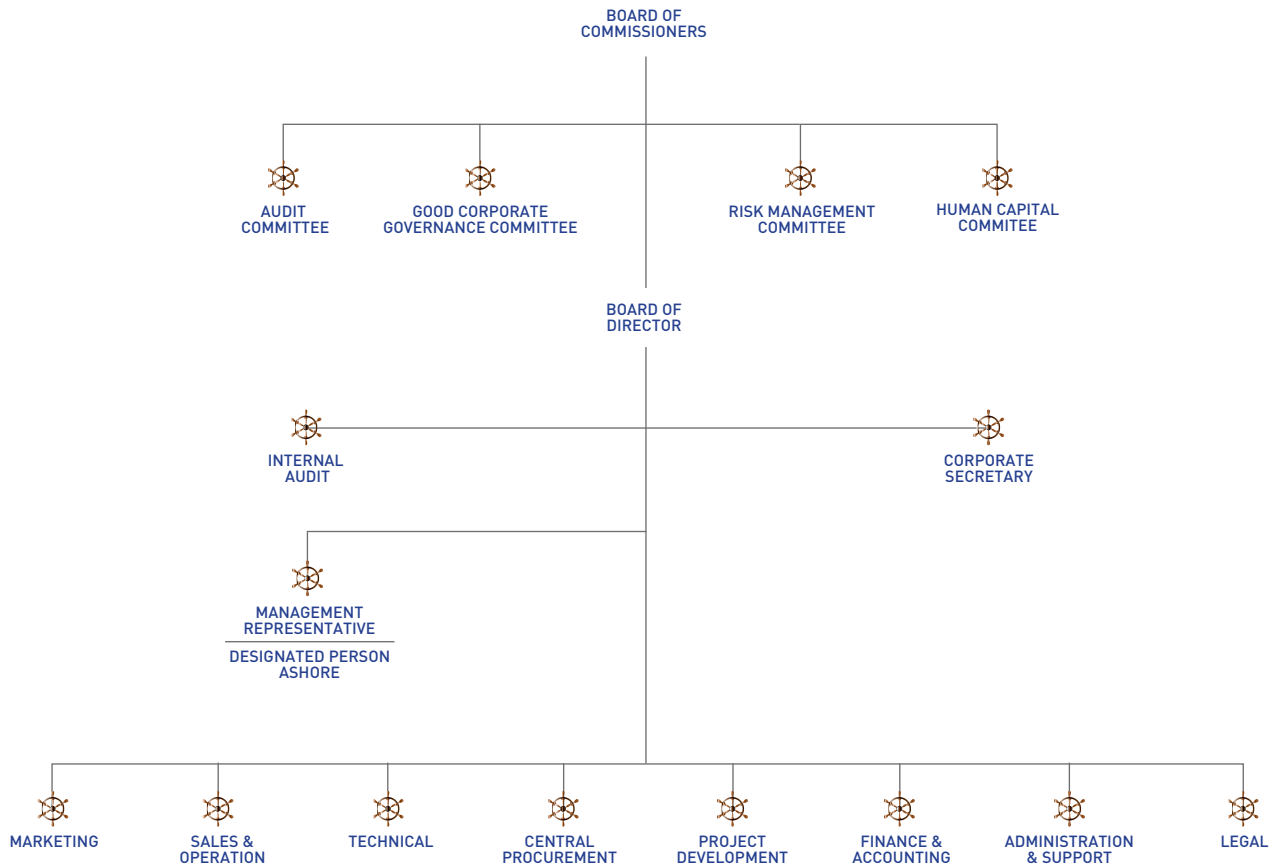 BOARD OF
COMMISSIONERS
AUDIT
COMMITTEE
GOOD CORPORATE
GOVERNANCE COMMITTEE
RISK MANAGEMENT
COMMITTEE
HUMAN CAPITAL
COMMITEE
BOARD OF
DIRECTOR
INTERNAL
AUDIT
CORPORATE
SECRETARY
MANAGEMENT
REPRESENTATIVE
DESIGNATED PERSON
ASHORE
MARKETING
SALES &
OPERATION
TECHNICAL
CENTRAL
PROCUREMENT
PROJECT
DEVELOPMENT
FINANCE &
ACCOUNTING
ADMINISTRATION
& SUPPORT
LEGAL